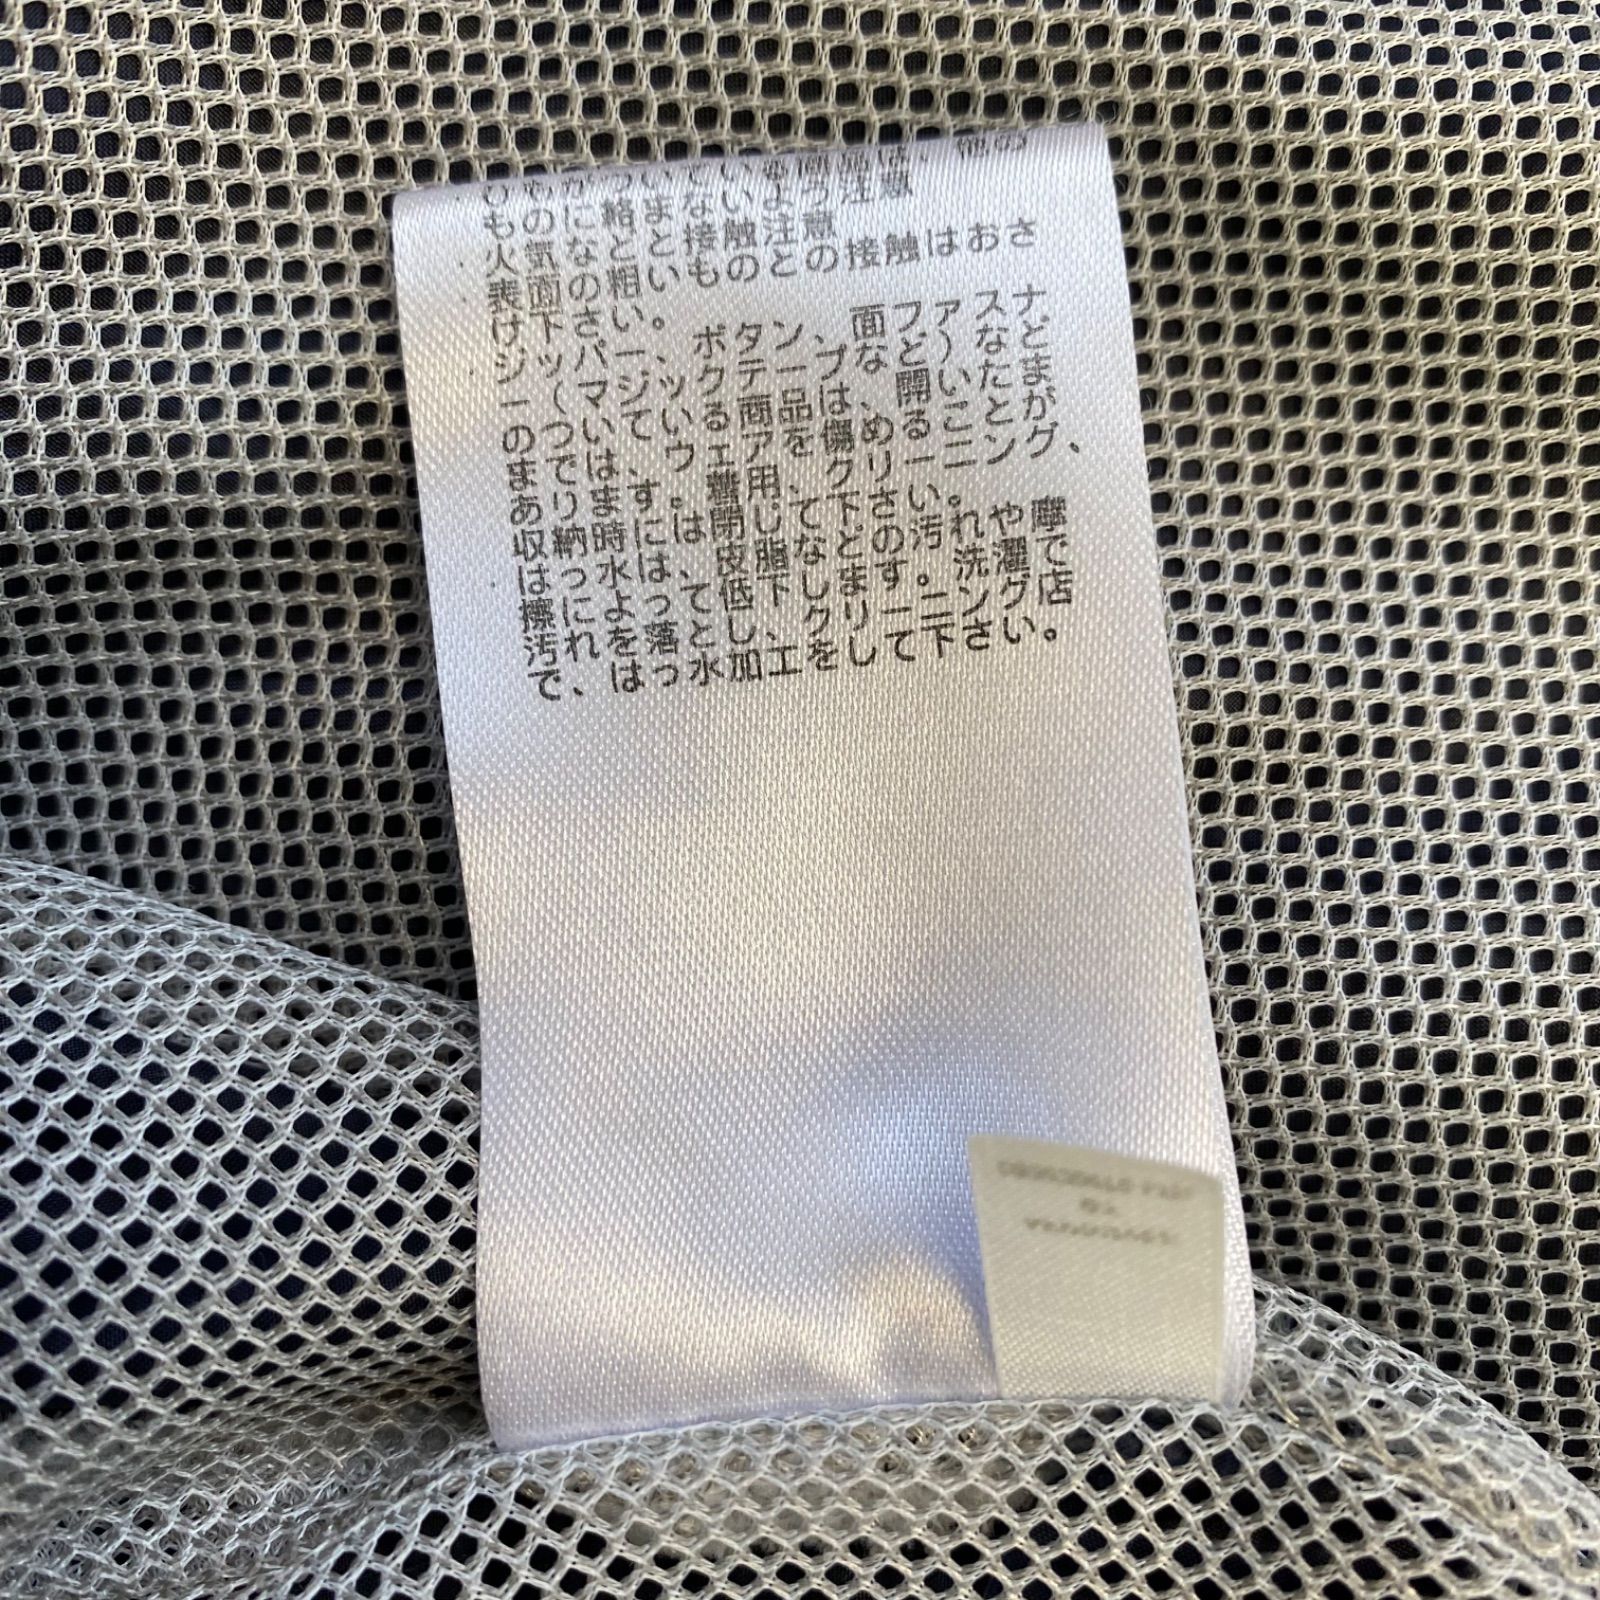 ひもがついている商品は、他の
ものに絡まないよう注意
・火気などとの接触注意
・表面の粗いものとの接触はおさ
け下さい。
・ジッパー、ボタン、面ファスナ
ー(マジックテープ)などな
のついている商品は、開いたま
までは、ウエアを傷めることが
あります。着用、クリーニング、
収納時には閉じて下さい。
・はっ水は、皮脂などの汚れや摩
擦によって低下します。洗濯で
汚れを落とし、クリーニング店
で、はっ水加工をして下さい。